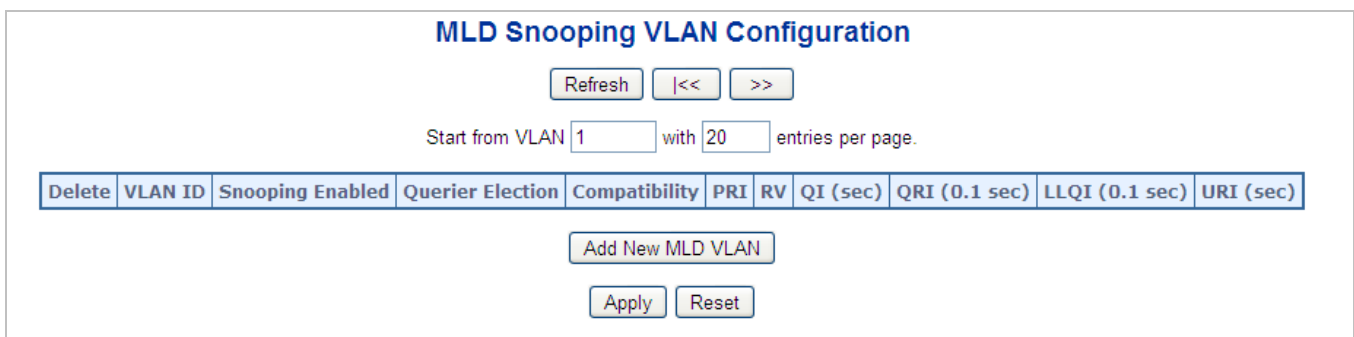 MLD Snooping VLAN Configuration
Refresh |<< >>
Start from VLAN 1 with 20 entries per page.
Delete VLAN ID Snooping Enabled Querier Election Compatibility PRI RV QI (sec) QRI (0.1 sec) LLQI (0.1 sec) URI (sec)
Add New MLD VLAN
Apply Reset